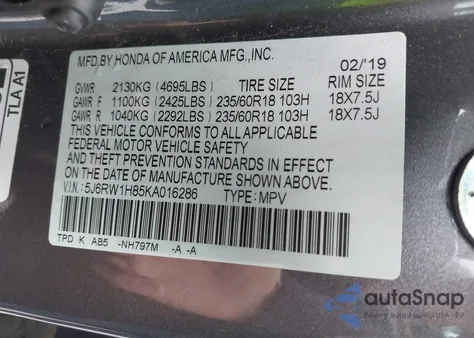 MFD. BY HONDA OF AMERICA MFG., INC. 02/'19
GVWR 2130KG (4695LBS) TIRE SIZE RIM SIZE
GAWR F 1100KG (2425LBS) 235/60R18 103H 18X7.5J
GAWR R 1040KG (2292LBS) 235/60R18 103H 18X7.5J
THIS VEHICLE CONFORMS TO ALL APPLICABLE
FEDERAL MOTOR VEHICLE SAFETY
AND THEFT PREVENTION STANDARDS IN EFFECT
ON THE DATE OF MANUFACTURE SHOWN ABOVE.
V.I.N.: 5J6RW1H85KA016286 TYPE: MPV
TPD K AB5 -NH797M -A -A
TLA A1
autoSnap